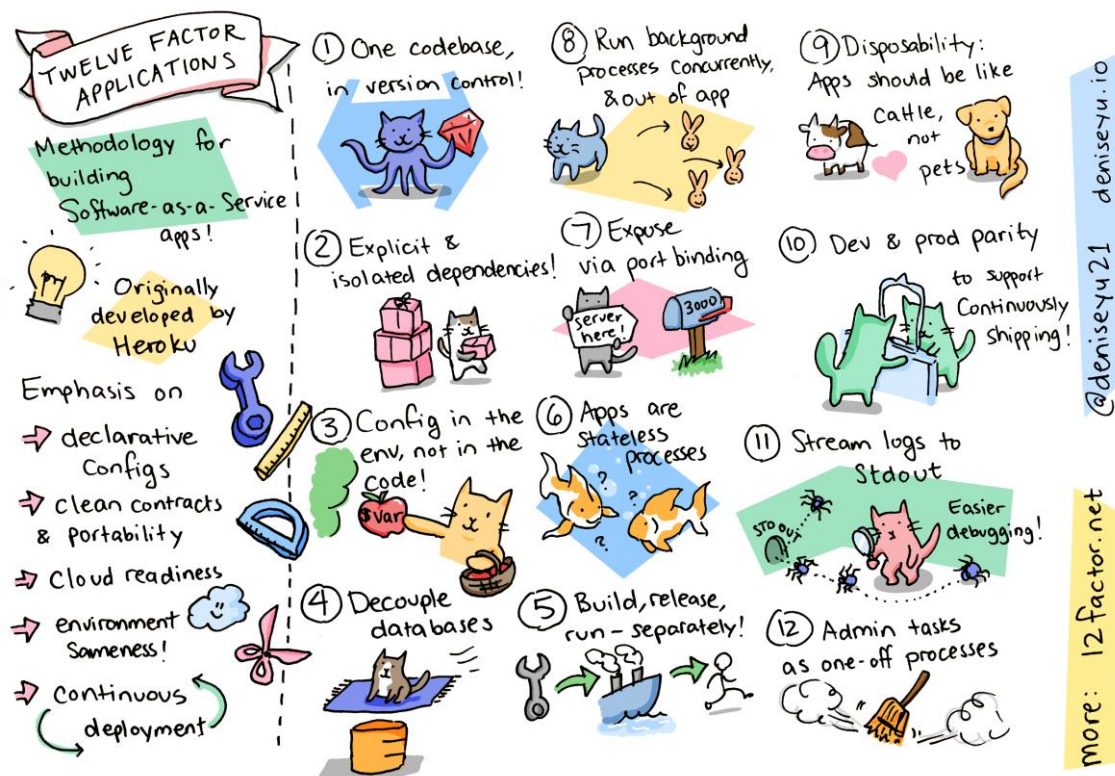 TWELVE FACTOR
APPLICATIONS
Methodology for
building
Software-as-a-Service
apps!
Originally
developed by
Heroku
Emphasis on
declarative
configs
clean contracts
& portability
cloud readiness
environment
sameness!
continuous
deployment
1 One codebase,
in version control!
2 Explicit &
isolated dependencies!
3 Config in the
env, not in the
code!
$Var
4 Decouple
databases
5 Build, release,
run - separately!
6 Apps are
stateless
processes
?
?
?
?
7 Expose
via port binding
server
here!
3000
8 Run background
processes concurrently,
& out of app
9 Disposability:
Apps should be like
cattle,
not
pets
10 Dev & prod parity
to support
continuously
shipping!
11 Stream logs to
Stdout
STDOUT
Easier
debugging!
12 Admin tasks
as one-off processes
@deniseyu21 deniseyu.io
more: 12factor.net